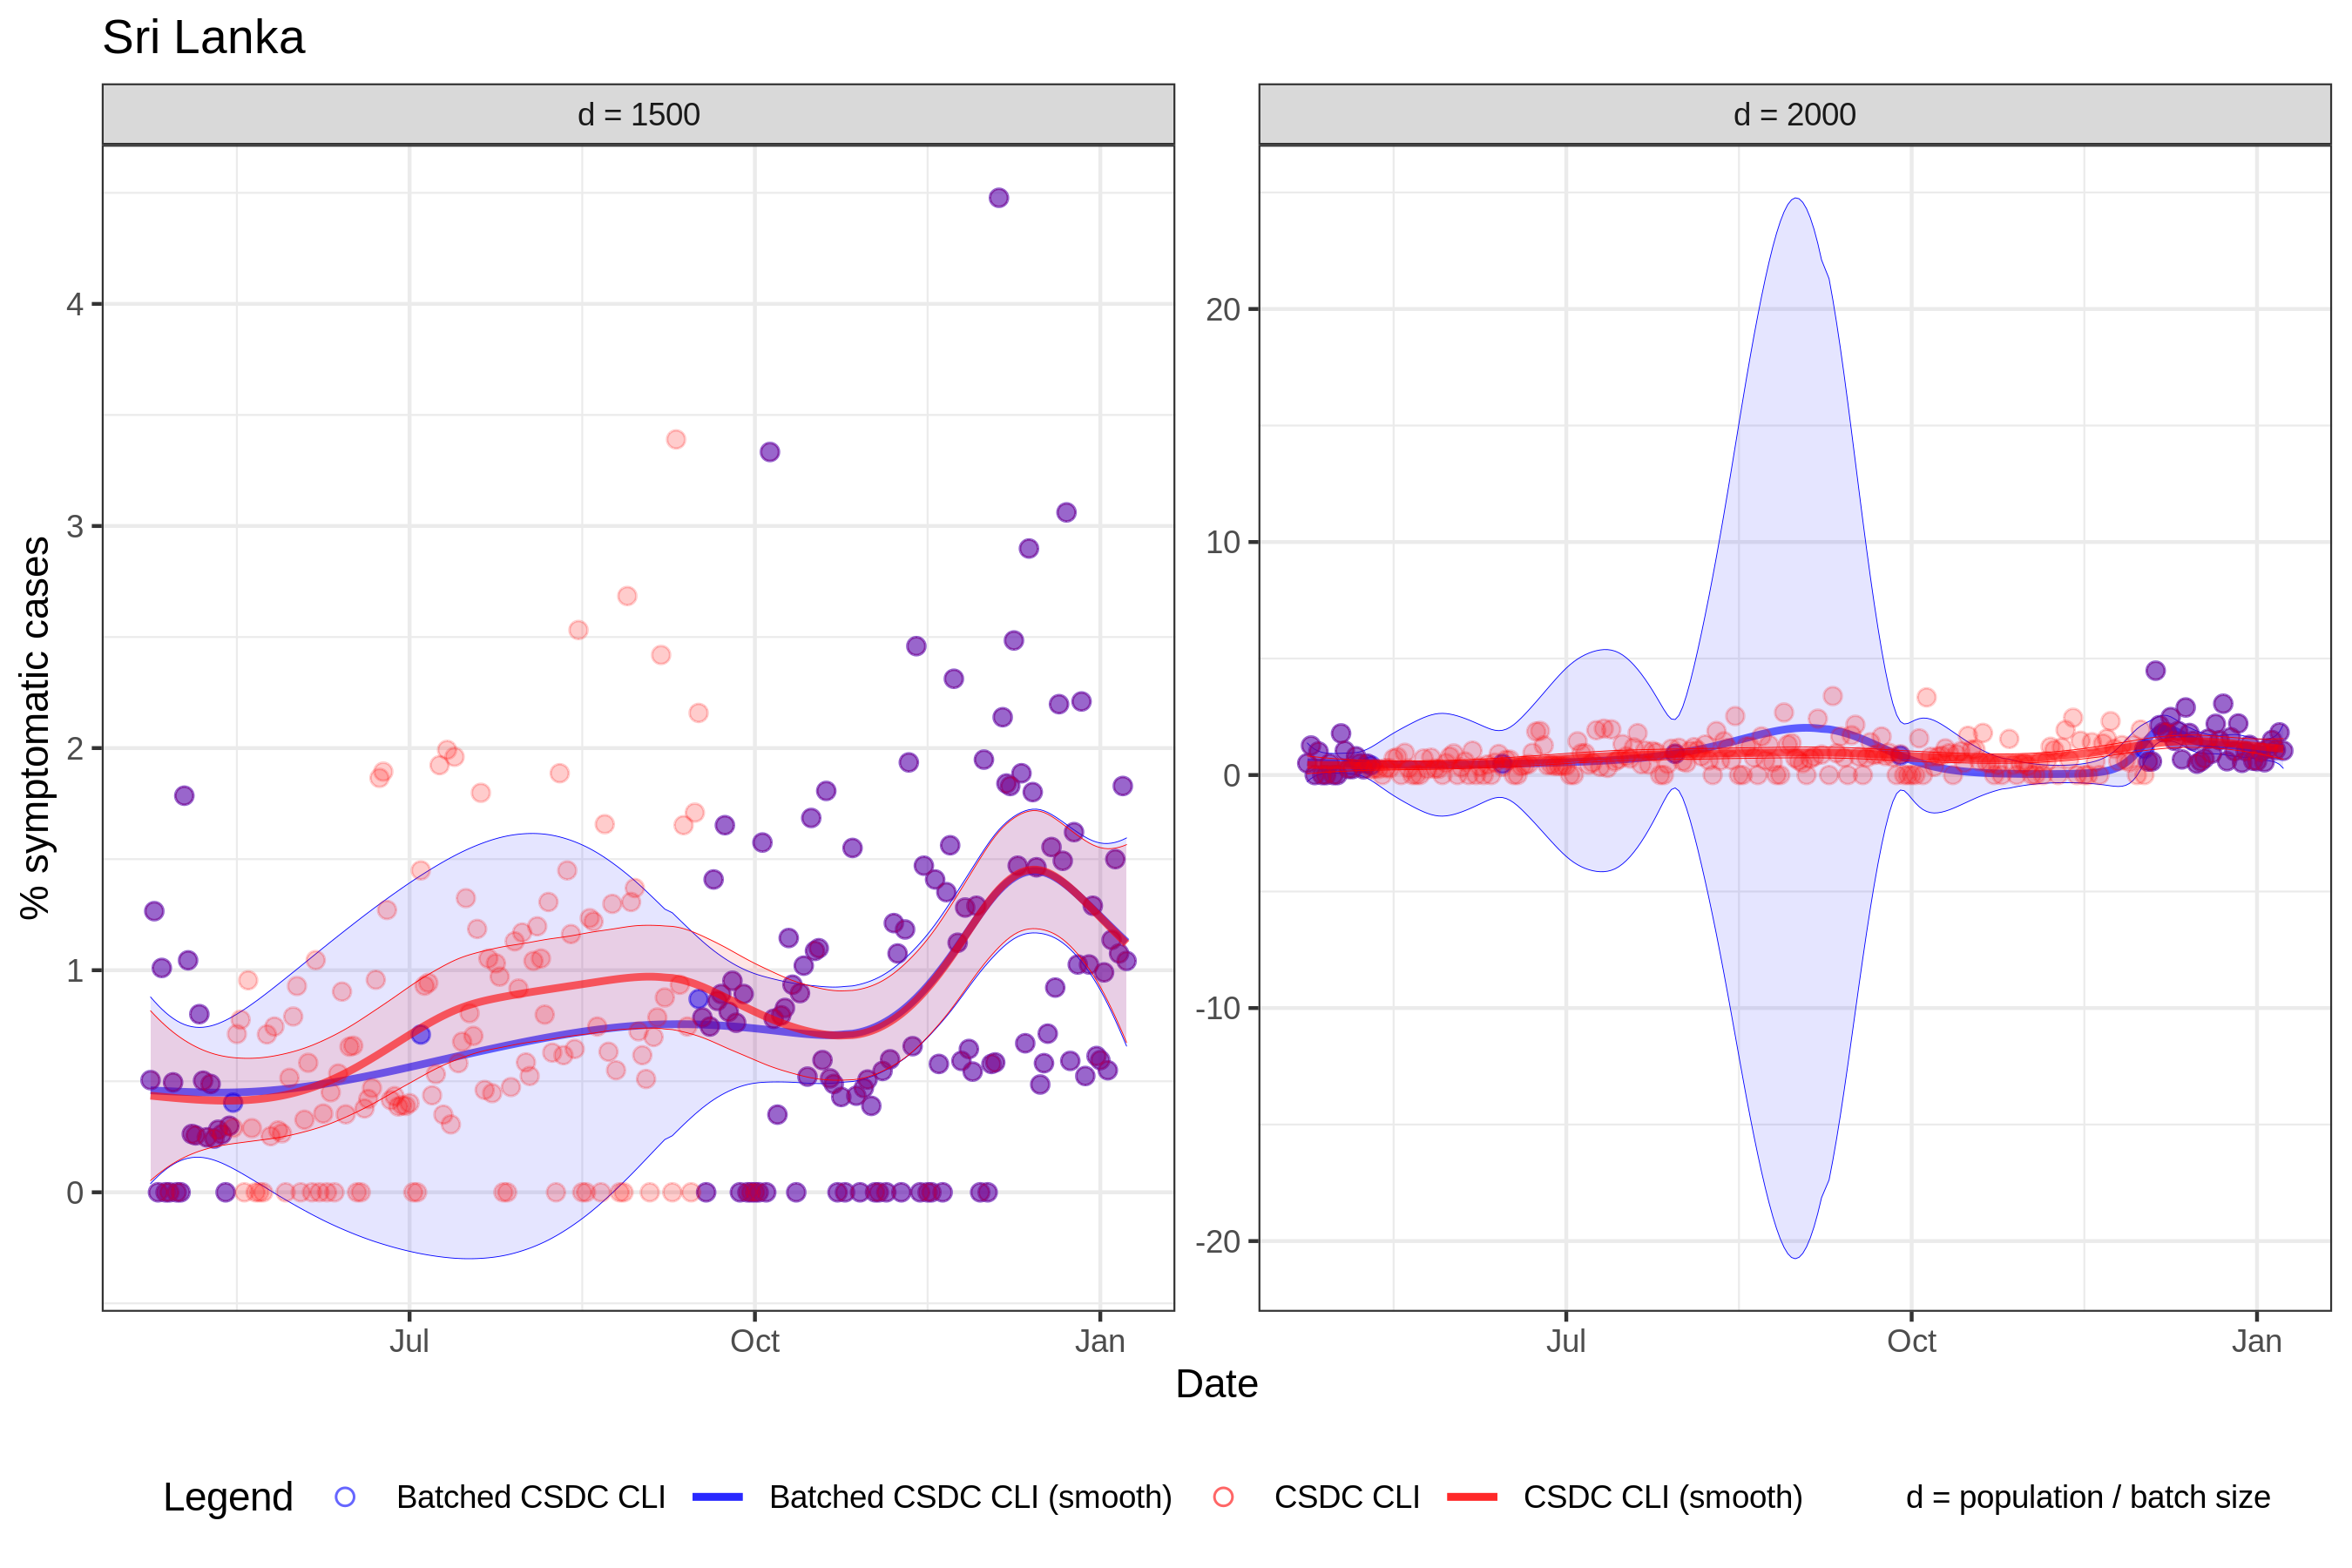 Sri Lanka
d = 1500
d = 2000
% symptomatic cases
4
3
2
1
0
20
10
0
-10
-20
Jul
Oct
Jan
Jul
Oct
Jan
Date
Legend
Batched CSDC CLI
Batched CSDC CLI (smooth)
CSDC CLI
CSDC CLI (smooth)
d = population / batch size